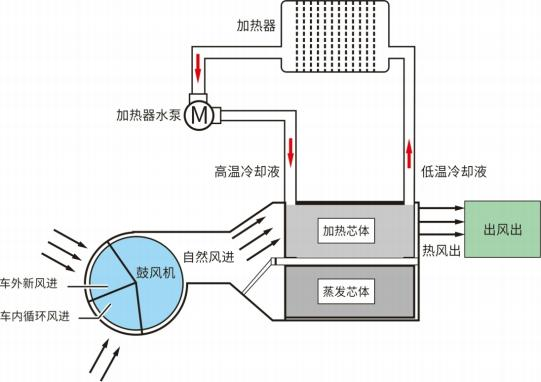 加热器
加热器水泵
M
高温冷却液
低温冷却液
加热芯体
出风出
热风出
自然风进
鼓风机
车外新风进
蒸发芯体
车内循环风进